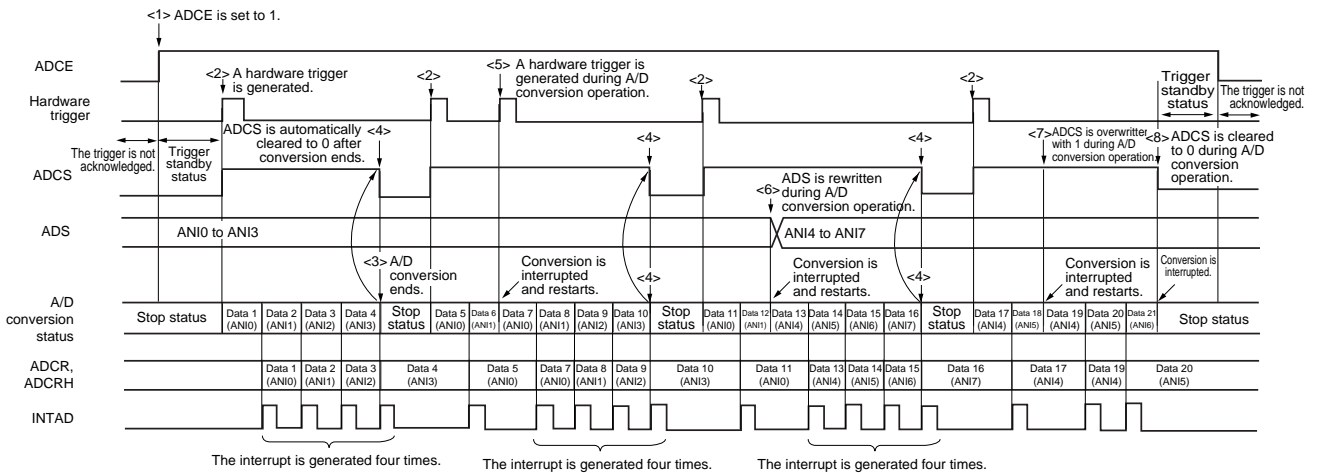 <1> ADCE is set to 1.
ADCE
<2> A hardware trigger
is generated.
<2>
<5> A hardware trigger is
generated during A/D
conversion operation.
<2>
<2>
Trigger
standby
status
The trigger is not
acknowledged.
Hardware
trigger
The trigger is not
acknowledged.
Trigger
standby
status
ADCS is automatically
cleared to 0 after
conversion ends.
<4>
<4>
<4>
<7> ADCS is overwritten
with 1 during A/D
conversion operation.
<8> ADCS is cleared
to 0 during A/D
conversion
operation.
ADCS
<6>
ADS is rewritten
during A/D
conversion operation.
ADS
ANI0 to ANI3
ANI4 to ANI7
<3> A/D
conversion
ends.
Conversion is
interrupted
and restarts.
<4>
Conversion is
interrupted
and restarts.
<4>
Conversion is
interrupted
and restarts.
Conversion is
interrupted.
A/D
conversion
status
Stop status
Data 1
(ANI0)
Data 2
(ANI1)
Data 3
(ANI2)
Data 4
(ANI3)
Stop
status
Data 5
(ANI0)
Data 6
(ANI1)
Data 7
(ANI0)
Data 8
(ANI1)
Data 9
(ANI2)
Data 10
(ANI3)
Stop
status
Data 11
(ANI0)
Data 12
(ANI1)
Data 13
(ANI4)
Data 14
(ANI5)
Data 15
(ANI6)
Data 16
(ANI7)
Stop
status
Data 17
(ANI4)
Data 18
(ANI5)
Data 19
(ANI4)
Data 20
(ANI5)
Data 21
(ANI6)
Stop status
ADCR,
ADCRH
Data 1
(ANI0)
Data 2
(ANI1)
Data 3
(ANI2)
Data 4
(ANI3)
Data 5
(ANI0)
Data 7
(ANI0)
Data 8
(ANI1)
Data 9
(ANI2)
Data 10
(ANI3)
Data 11
(ANI0)
Data 13
(ANI4)
Data 14
(ANI5)
Data 15
(ANI6)
Data 16
(ANI7)
Data 17
(ANI4)
Data 19
(ANI4)
Data 20
(ANI5)
INTAD
The interrupt is generated four times.
The interrupt is generated four times.
The interrupt is generated four times.